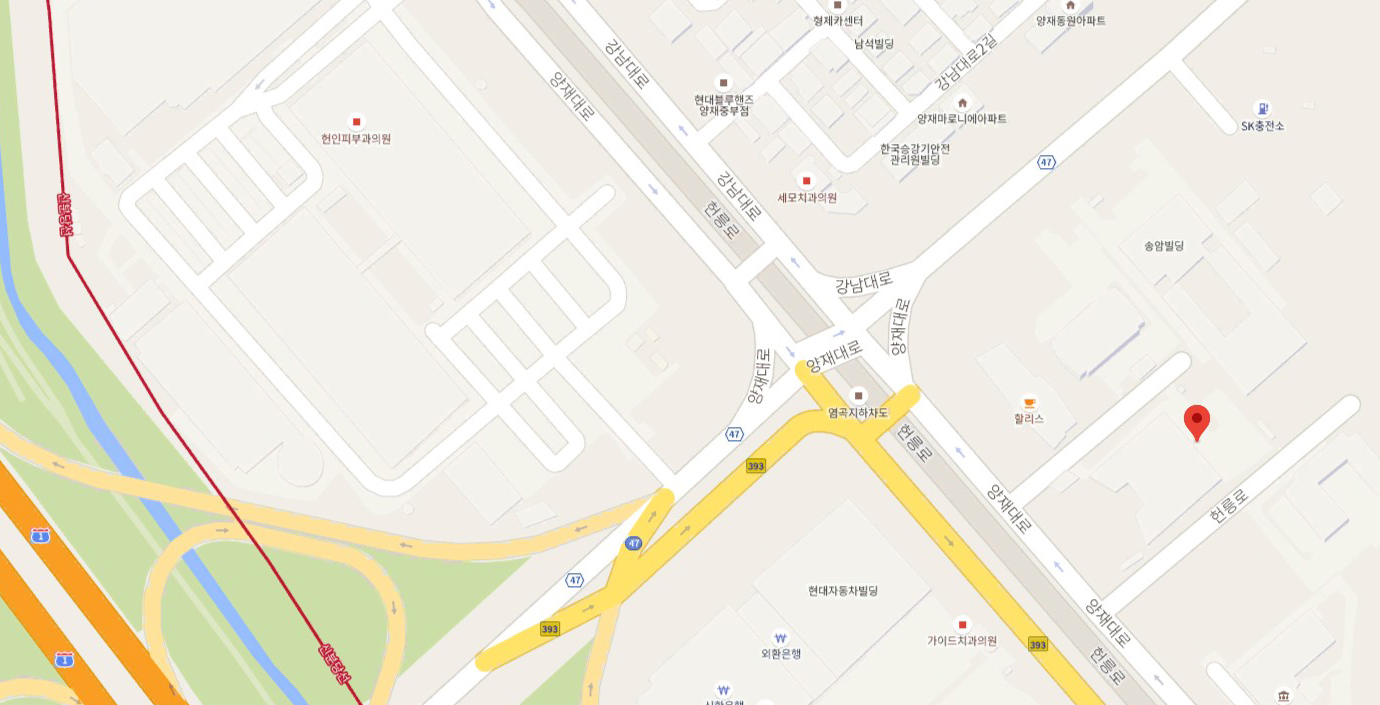 형제카센터
양재동원아파트
남석빌딩
강남대로
강남대로2길
양재대로
현대블루핸즈
양재중부점
양재마로니에아파트
SK충전소
헌인피부과의원
한국승강기안전
관리원빌딩
47
세모치과의원
강남대로
헌릉로
신분당선
송암빌딩
강남대로
양재대로
양재대로
양재대로
할리스
염곡지하차도
47
헌릉로
393
양재대로
헌릉로
1
47
47
현대자동차빌딩
양재대로
393
가이드치과의원
393
외환은행
1
신분당선
헌릉로
신한은행